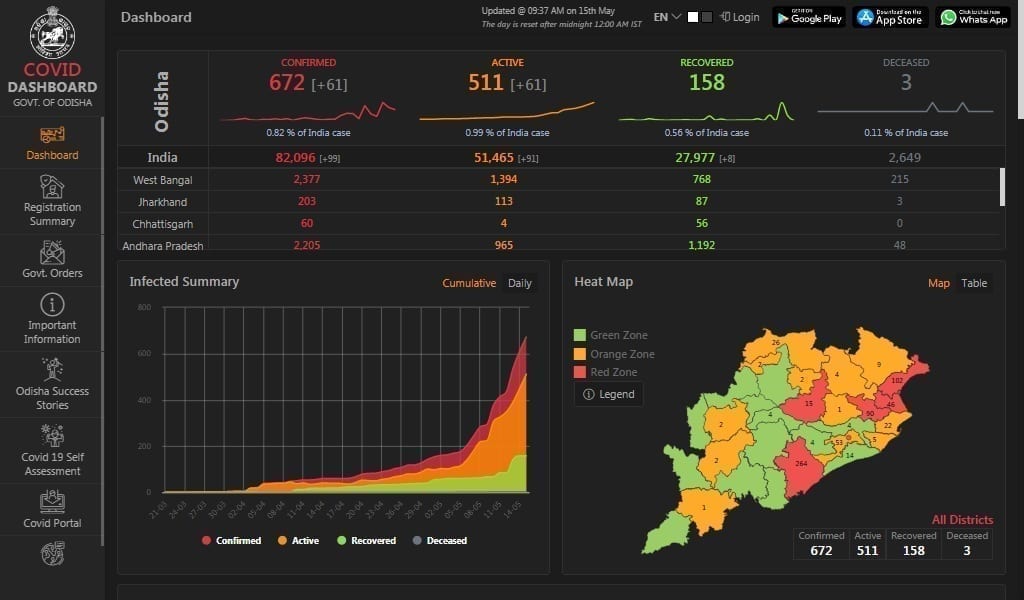 COVID
DASHBOARD
GOVT. OF ODISHA
Dashboard
Registration
Summary
Govt. Orders
Important
Information
Odisha Success
Stories
Covid 19 Self
Assessment
Covid Portal
Dashboard
Updated @ 09:37 AM on 15th May
The day is reset after midnight 12:00 AM IST
EN
Login
GET IT ON
Google Play
Download on the
App Store
Click to chat now
Whats App
Odisha
CONFIRMED ACTIVE RECOVERED DECEASED
672 [+61] 511 [+61] 158 3
0.82 % of India case 0.99 % of India case 0.56 % of India case 0.11 % of India case
India 82,096 [+99] 51,465 [+91] 27,977 [+8] 2,649
West Bangal 2,377 1,394 768 215
Jharkhand 203 113 87 3
Chhattisgarh 60 4 56 0
Andhara Pradesh 2,205 965 1,192 48
Infected Summary
Cumulative Daily
800
600
400
200
0
21-03 24-03 27-03 30-03 02-04 05-04 08-04 11-04 14-04 17-04 20-04 23-04 26-04 29-04 02-05 05-05 08-05 11-05 14-05
Confirmed Active Recovered Deceased
Heat Map
Map Table
Green Zone
Orange Zone
Red Zone
Legend
26
2
9
4
2
102
15
1
46
90
4
2
22
4
4
53
5
2
264
14
1
All Districts
Confirmed Active Recovered Deceased
672 511 158 3